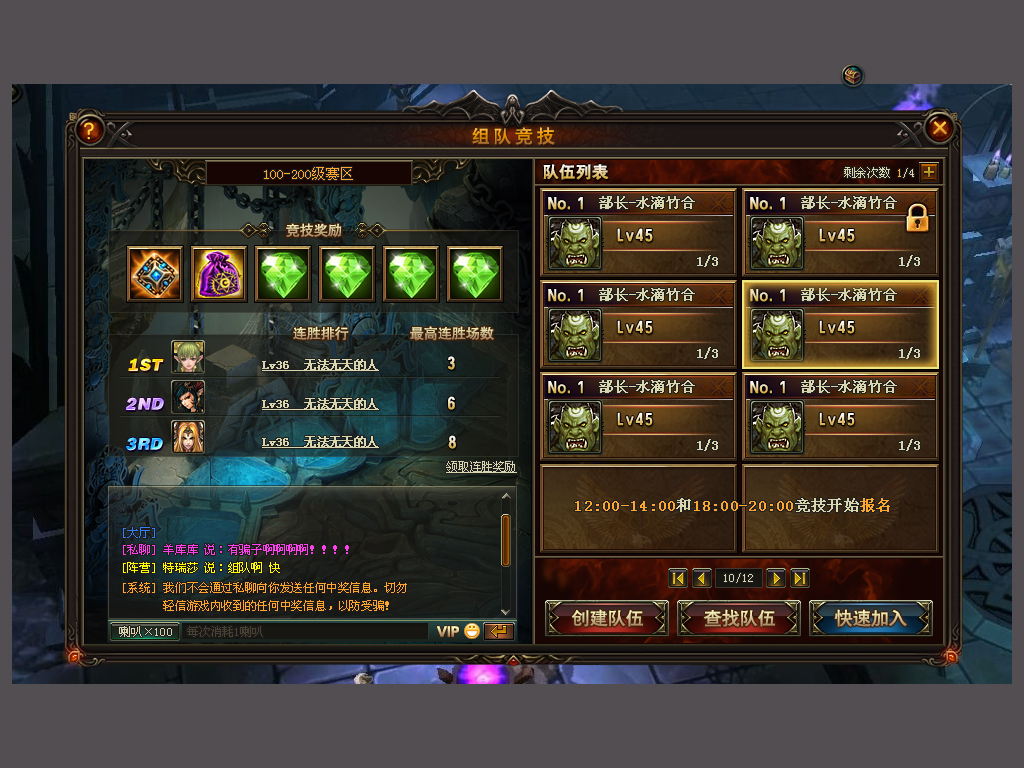 ?
组队竞技
100-200级赛区
竞技奖励
连胜排行 最高连胜场数
1ST Lv36 无法无天的人 3
2ND Lv36 无法无天的人 6
3RD Lv36 无法无天的人 8
领取连胜奖励
[大厅]
[私聊] 羊库库 说：有骗子啊啊啊啊！！！！
[阵营] 特瑞莎 说：组队啊 快
[系统] 我们不会通过私聊向你发送任何中奖信息。切勿
轻信游戏内收到的任何中奖信息，以防受骗!
喇叭×100 每次消耗1喇叭 VIP
队伍列表 剩余次数 1/4 +
No. 1 部长-水滴竹合
Lv45
1/3
No. 1 部长-水滴竹合
Lv45
1/3
No. 1 部长-水滴竹合
Lv45
1/3
No. 1 部长-水滴竹合
Lv45
1/3
No. 1 部长-水滴竹合
Lv45
1/3
No. 1 部长-水滴竹合
Lv45
1/3
12:00-14:00和18:00-20:00竞技开始报名
10/12
创建队伍 查找队伍 快速加入